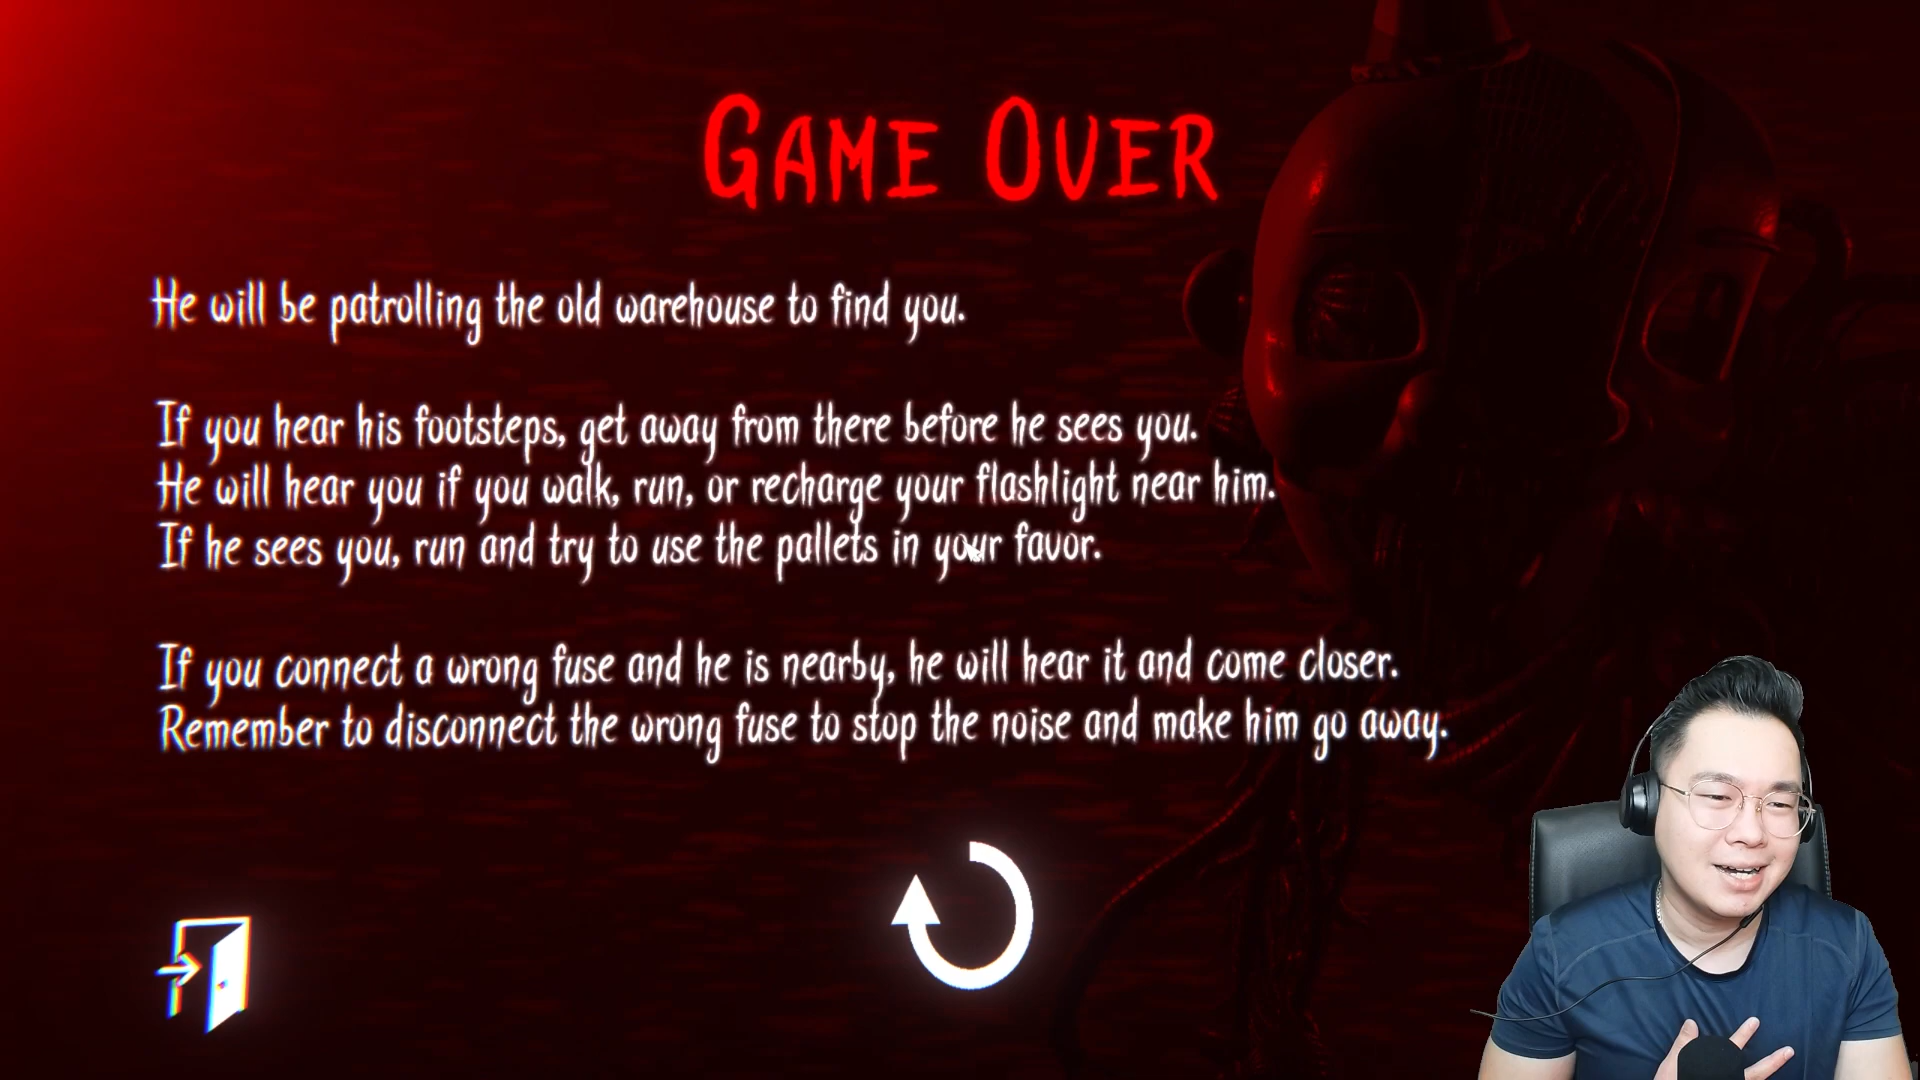 GAME OVER
He will be patrolling the old warehouse to find you.
If you hear his footsteps, get away from there before he sees you.
He will hear you if you walk, run, or recharge your flashlight near him.
If he sees you, run and try to use the pallets in your favor.
If you connect a wrong fuse and he is nearby, he will hear it and come closer.
Remember to disconnect the wrong fuse to stop the noise and make him go away.